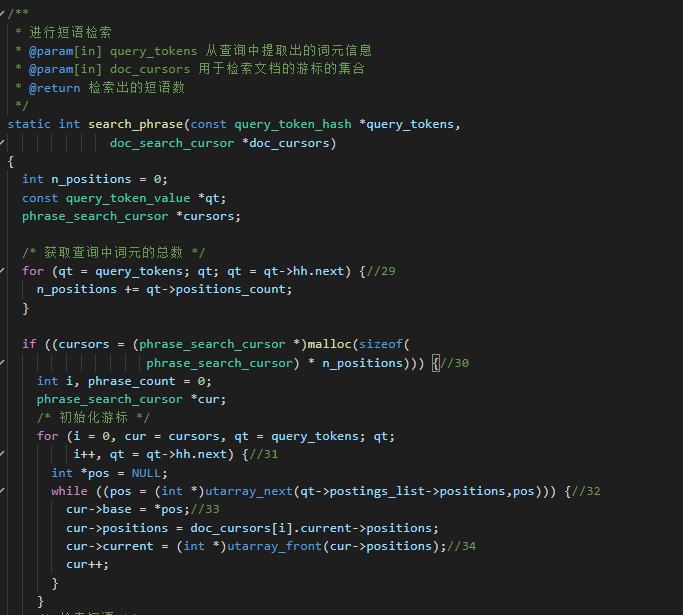 /**
 * 进行短语检索
 * @param[in] query_tokens 从查询中提取出的词元信息
 * @param[in] doc_cursors 用于检索文档的游标的集合
 * @return 检索出的短语数
 */
static int search_phrase(const query_token_hash *query_tokens,
                         doc_search_cursor *doc_cursors)
{
  int n_positions = 0;
  const query_token_value *qt;
  phrase_search_cursor *cursors;

  /* 获取查询中词元的总数 */
  for (qt = query_tokens; qt; qt = qt->hh.next) {//29
    n_positions += qt->positions_count;
  }

  if ((cursors = (phrase_search_cursor *)malloc(sizeof(
                   phrase_search_cursor) * n_positions))) {//30
    int i, phrase_count = 0;
    phrase_search_cursor *cur;
    /* 初始化游标 */
    for (i = 0, cur = cursors, qt = query_tokens; qt;
         i++, qt = qt->hh.next) {//31
      int *pos = NULL;
      while ((pos = (int *)utarray_next(qt->postings_list->positions,pos))) {//32
        cur->base = *pos;//33
        cur->positions = doc_cursors[i].current->positions;
        cur->current = (int *)utarray_front(cur->positions);//34
        cur++;
      }
    }